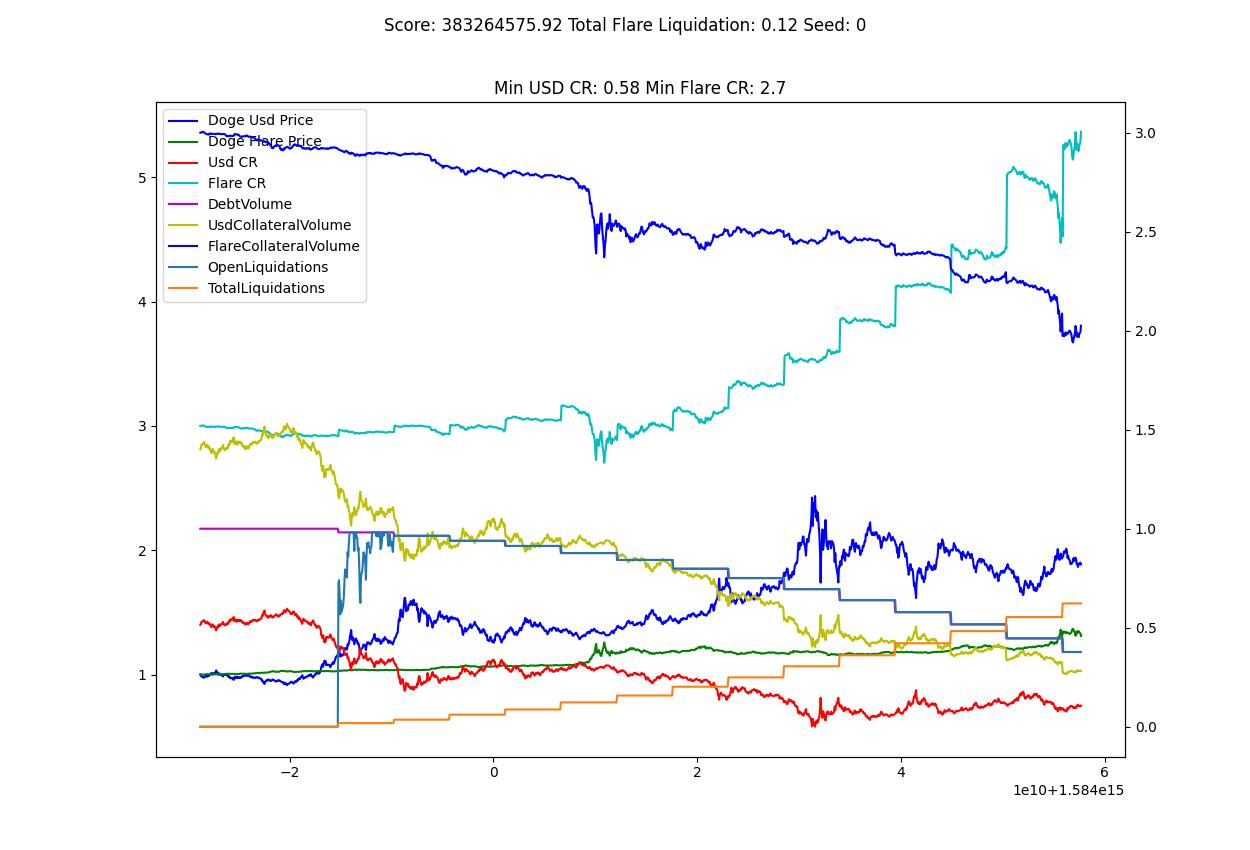 Score: 383264575.92 Total Flare Liquidation: 0.12 Seed: 0
Min USD CR: 0.58 Min Flare CR: 2.7
Doge Usd Price
Doge Flare Price
Usd CR
Flare CR
DebtVolume
UsdCollateralVolume
FlareCollateralVolume
OpenLiquidations
TotalLiquidations
5
4
3
2
1
3.0
2.5
2.0
1.5
1.0
0.5
0.0
−2
0
2
4
6
1e10+1.584e15